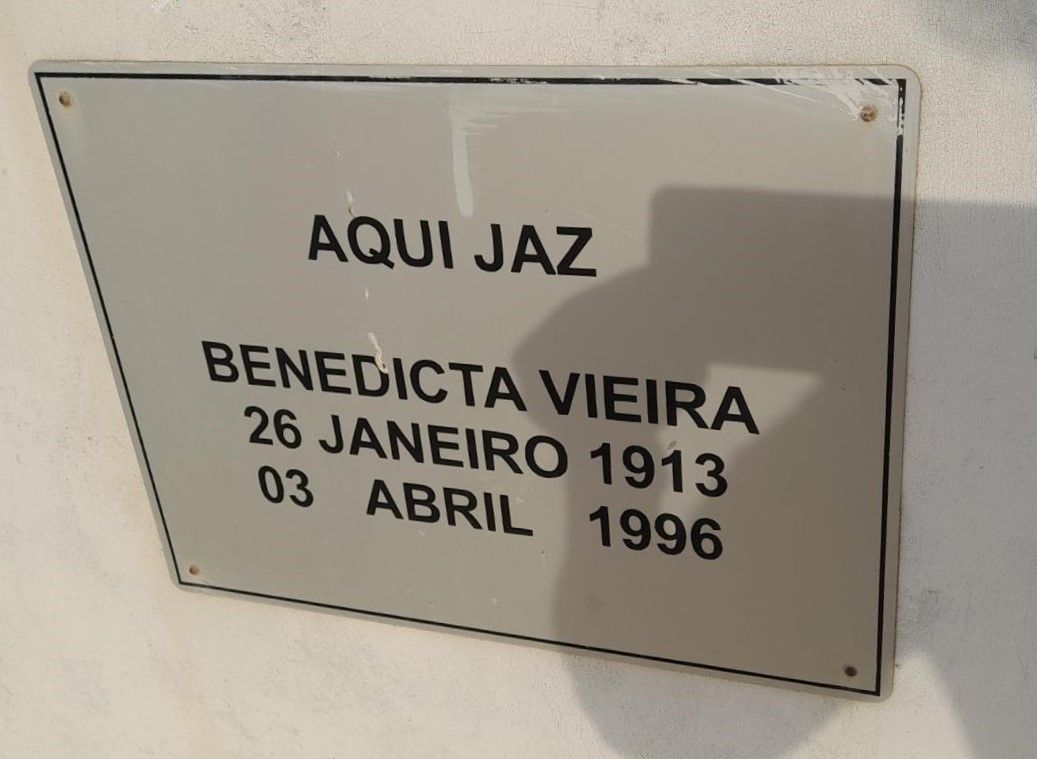 AQUI JAZ
BENEDICTA VIEIRA
26 JANEIRO 1913
03 ABRIL 1996